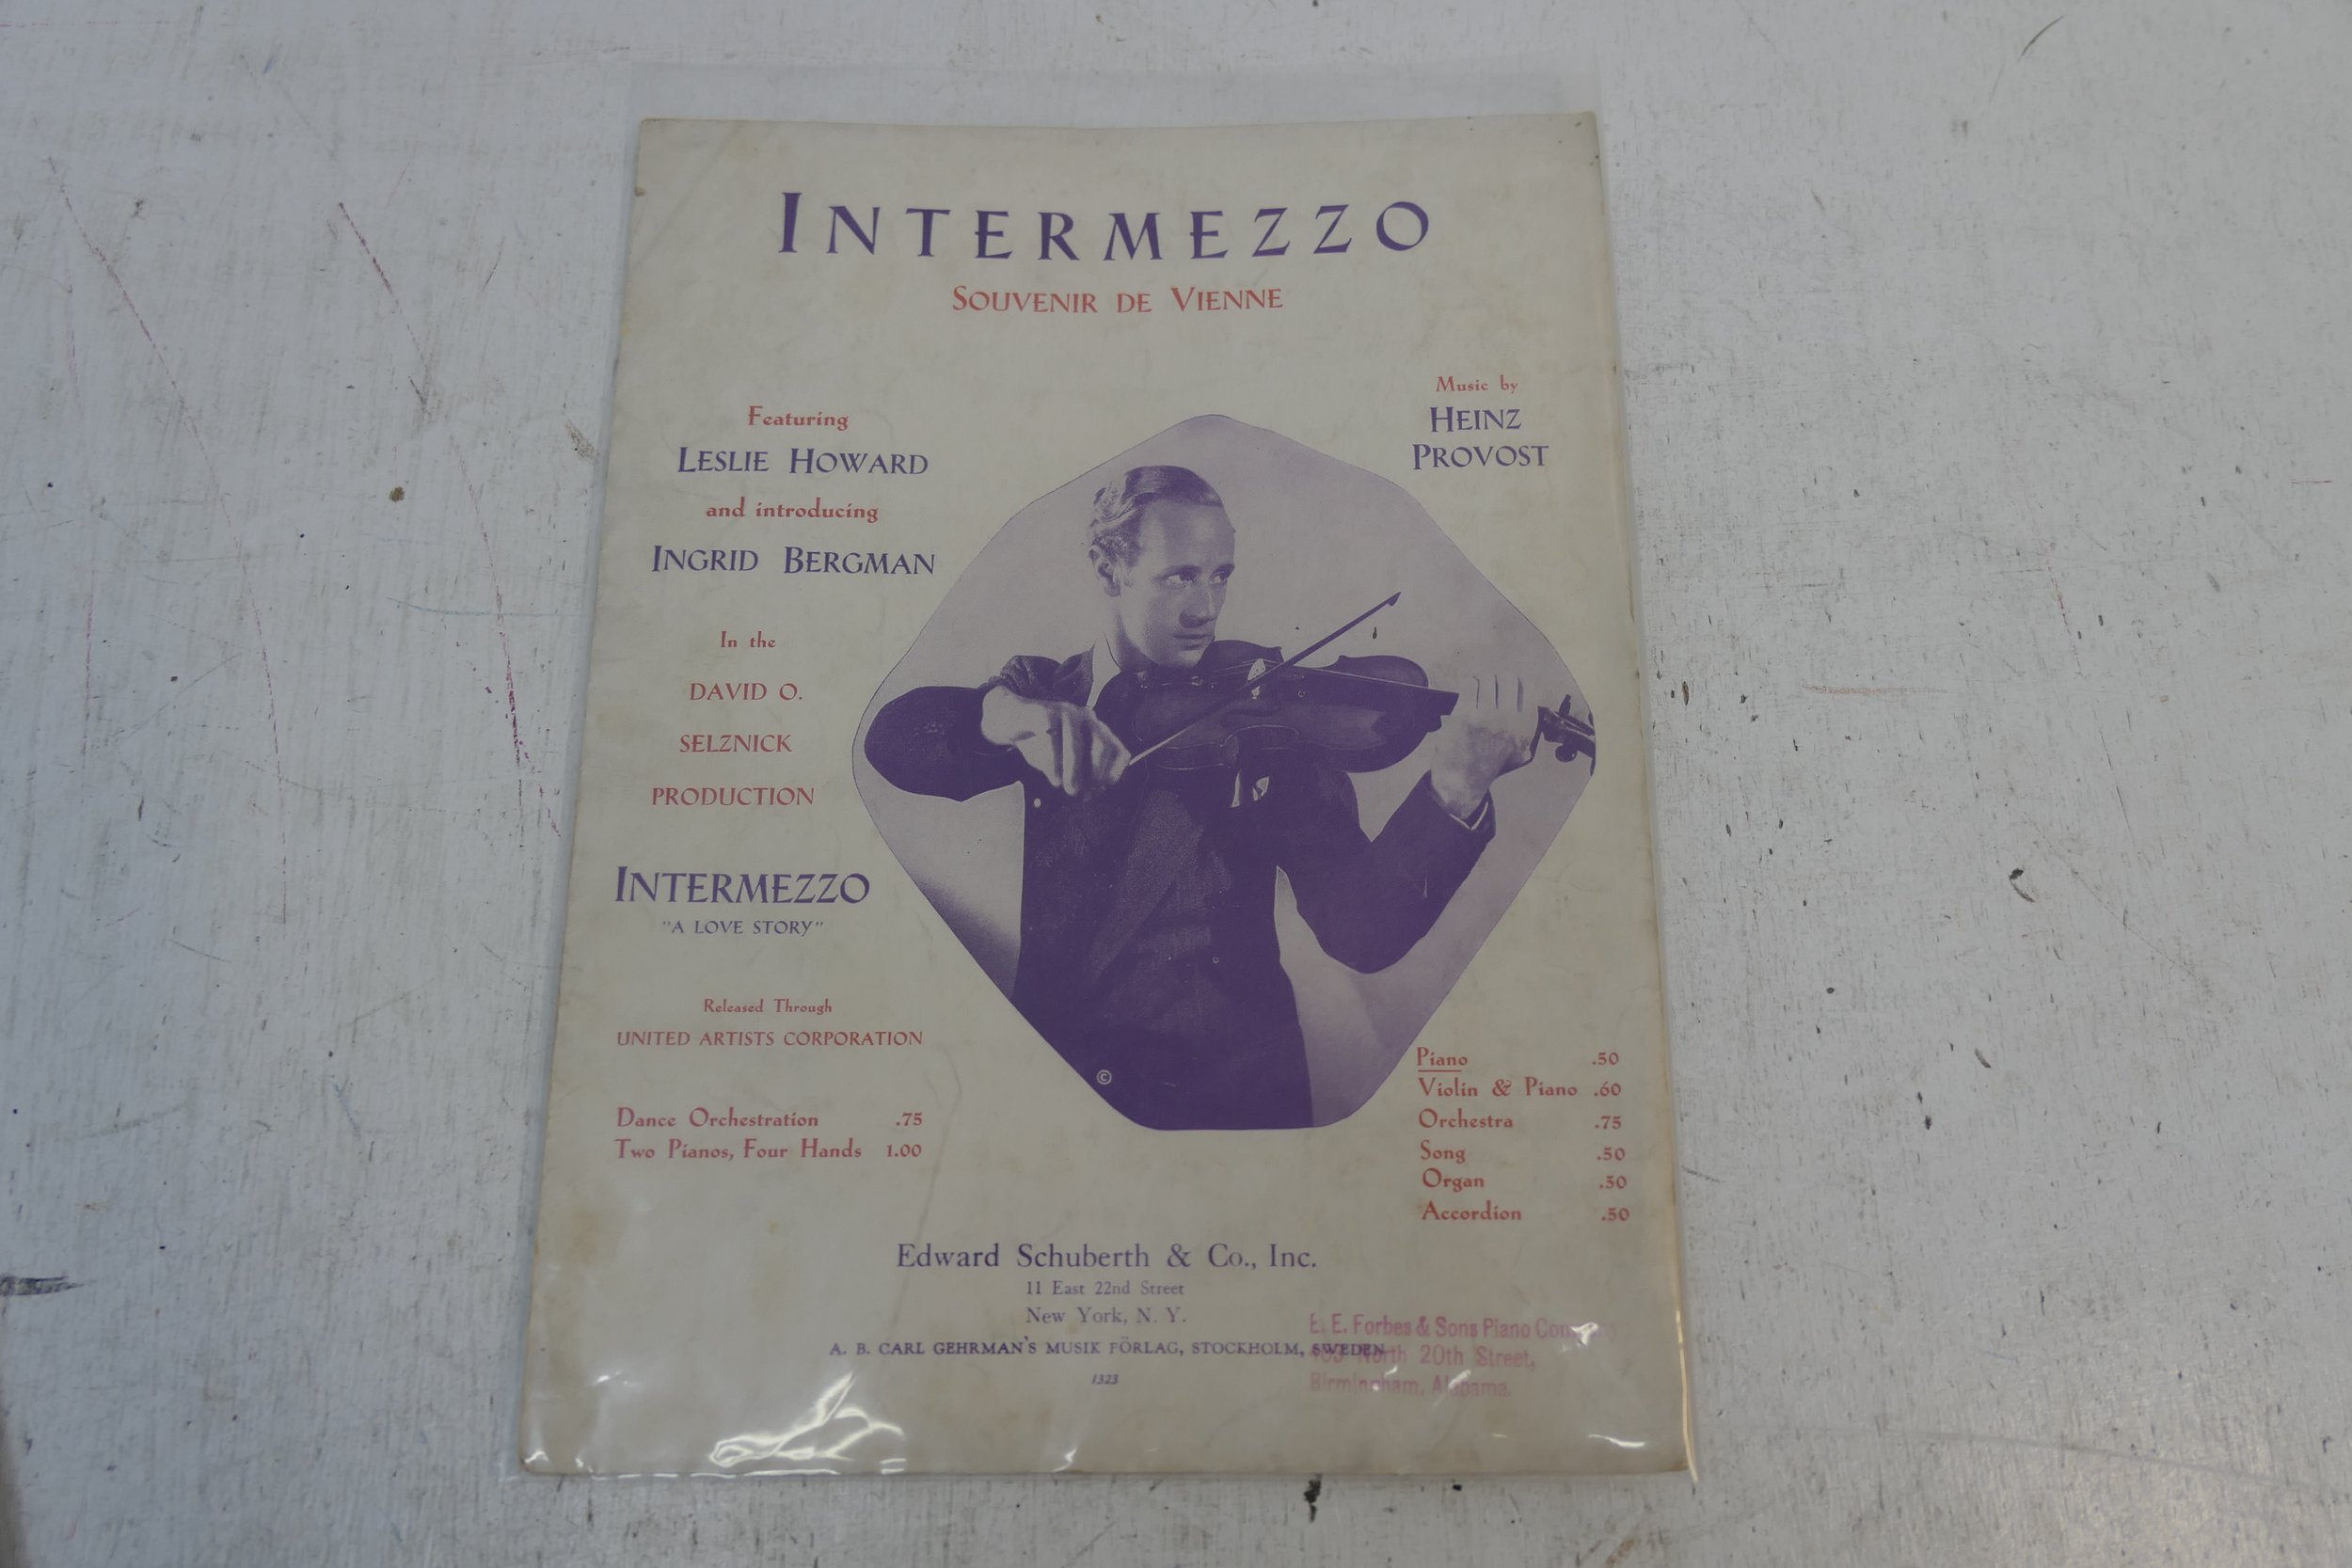 INTERMEZZO
SOUVENIR DE VIENNE
Music by
HEINZ
PROVOST
Featuring
LESLIE HOWARD
and introducing
INGRID BERGMAN
In the
DAVID O.
SELZNICK
PRODUCTION
INTERMEZZO
"A LOVE STORY"
Released Through
UNITED ARTISTS CORPORATION
Dance Orchestration .75
Two Pianos, Four Hands 1.00
©
Piano .50
Violin & Piano .60
Orchestra .75
Song .50
Organ .50
Accordion .50
Edward Schuberth & Co., Inc.
11 East 22nd Street
New York, N. Y.
A. B. CARL GEHRMAN'S MUSIK FÖRLAG, STOCKHOLM, SWEDEN
1323
E. E. Forbes & Sons Piano
North 20th Street,
Birmingham, Alabama.